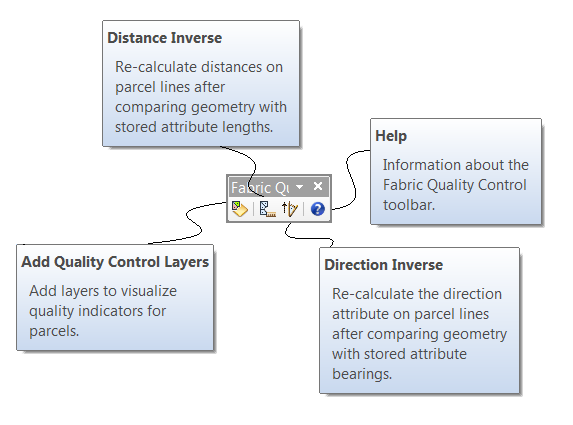 Distance Inverse
Re-calculate distances on
parcel lines after
comparing geometry with
stored attribute lengths.
Help
Information about the
Fabric Quality Control
toolbar.
Fabric Qu
Add Quality Control Layers
Add layers to visualize
quality indicators for
parcels.
Direction Inverse
Re-calculate the direction
attribute on parcel lines
after comparing geometry
with stored attribute
bearings.